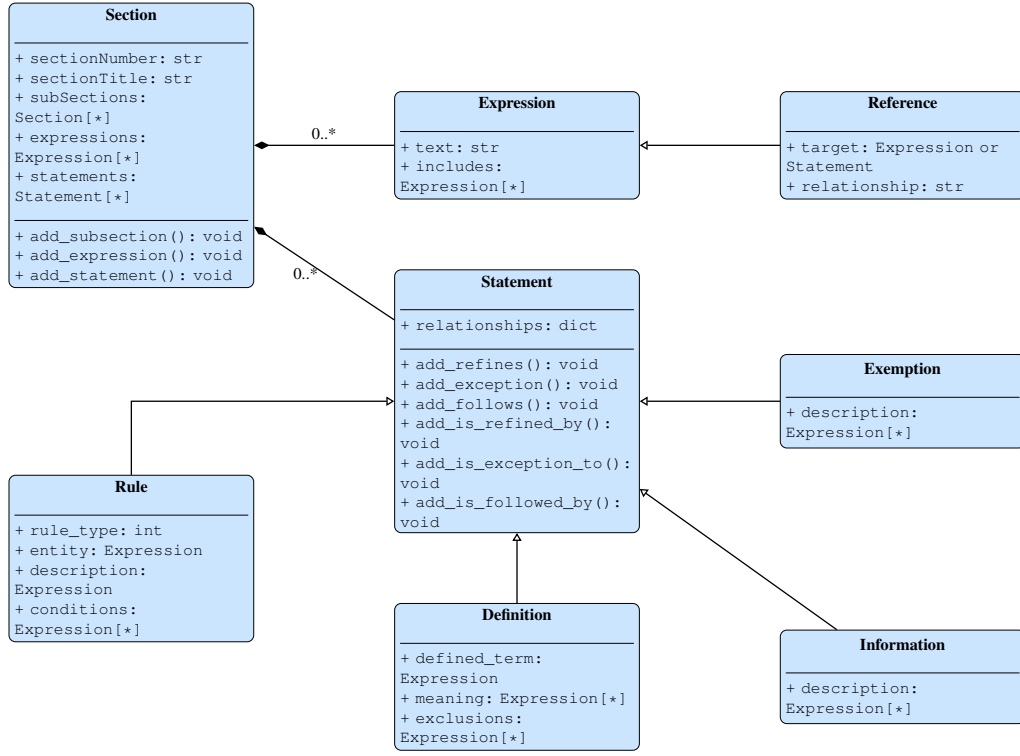 Section
+ sectionNumber: str
+ sectionTitle: str
+ subSections:
Section[*]
+ expressions:
Expression[*]
+ statements:
Statement[*]
+ add_subsection(): void
+ add_expression(): void
+ add_statement(): void
0..*
0..*
Expression
+ text: str
+ includes:
Expression[*]
Reference
+ target: Expression or
Statement
+ relationship: str
Statement
+ relationships: dict
+ add_refines(): void
+ add_exception(): void
+ add_follows(): void
+ add_is_refined_by():
void
+ add_is_exception_to():
void
+ add_is_followed_by():
void
Exemption
+ description:
Expression[*]
Rule
+ rule_type: int
+ entity: Expression
+ description:
Expression
+ conditions:
Expression[*]
Definition
+ defined_term:
Expression
+ meaning: Expression[*]
+ exclusions:
Expression[*]
Information
+ description:
Expression[*]